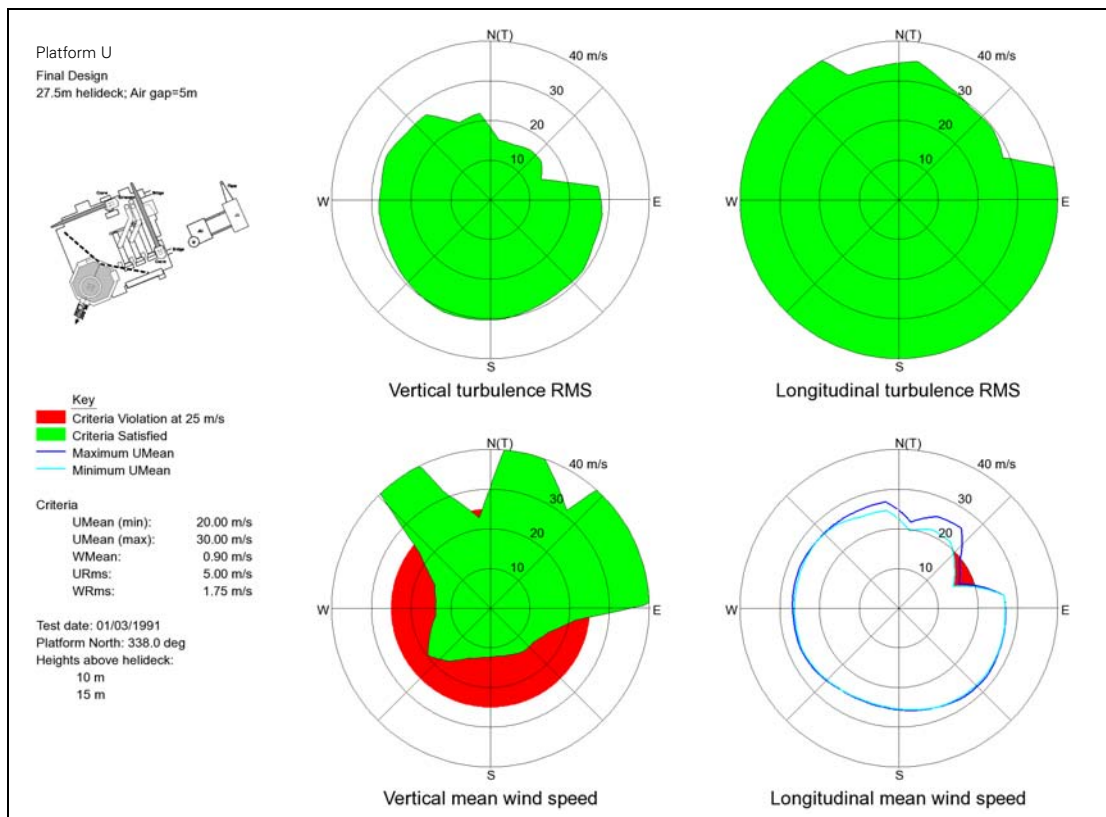 Platform U
Final Design
27.5m helideck; Air gap=5m
N(T)
40 m/s
30
20
10
W
E
S
Vertical turbulence RMS
N(T)
40 m/s
30
20
10
W
E
S
Longitudinal turbulence RMS
Key
Criteria Violation at 25 m/s
Criteria Satisfied
Maximum UMean
Minimum UMean
Criteria
UMean (min): 20.00 m/s
UMean (max): 30.00 m/s
WMean: 0.90 m/s
URms: 5.00 m/s
WRms: 1.75 m/s
Test date: 01/03/1991
Platform North: 338.0 deg
Heights above helideck:
10 m
15 m
N(T)
40 m/s
30
20
10
W
E
S
Vertical mean wind speed
N(T)
40 m/s
30
20
10
W
E
S
Longitudinal mean wind speed